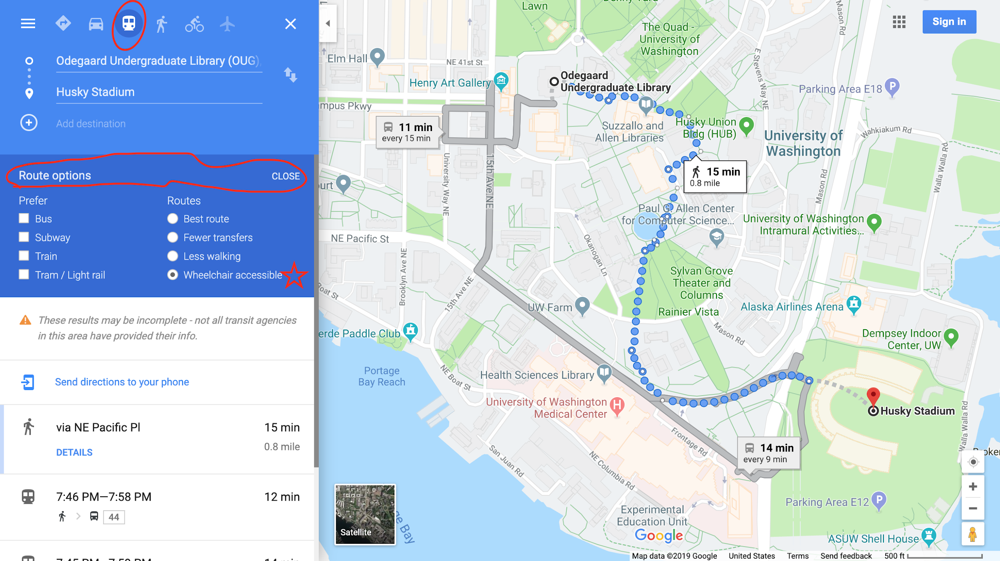 Odegaard Undergraduate Library (OUG),
Husky Stadium
Add destination
Route options
CLOSE
Prefer
Routes
Bus
Best route
Subway
Fewer transfers
Train
Less walking
Tram / Light rail
Wheelchair accessible
These results may be incomplete - not all transit agencies
in this area have provided their info.
Send directions to your phone
via NE Pacific Pl
15 min
0.8 mile
DETAILS
7:46 PM—7:58 PM
12 min
44
Sign in
Lawn
The Quad -
University of
Washington
Elm Hall
NE 41st St
Henry Art Gallery
M
Odegaard
Undergraduate Library
mpus Pkwy
11 min
every 15 min
Suzzallo and
Allen Libraries
Husky Union
Bldg (HUB)
University of
Washington
E Stevens Way NE
Mason Rd
Parking Area E18
P
Wahkiakum Rd
Walla Walla Rd
15 min
0.8 mile
University Way NE
15th Ave NE
urt
Mason Rd
Paul G. Allen Center
for Computer Science...
University of Washington
Intramural Activities...
NE Pacific St
Brooklyn Ave NE
Okanogan Ln
Sylvan Grove
Theater and
Columns
Rainier Vista
Boat St
15th Ave NE
UW Farm
Alaska Airlines Arena
Mason Rd
erde Paddle Club
Dempsey Indoor
Center, UW
Portage
Bay Reach
NE Boat St
Health Sciences Library
University of Washington
Medical Center
H
Husky Stadium
Walla Walla Rd
Frontage Rd
14 min
every 9 min
San Juan Rd
NE Columbia Rd
Broker
Parking Area E12
P
Experimental
Education Unit
Satellite
ge Bay
Google
ASUW Shell House
Map data ©2019 Google
United States
Terms
Send feedback
500 ft